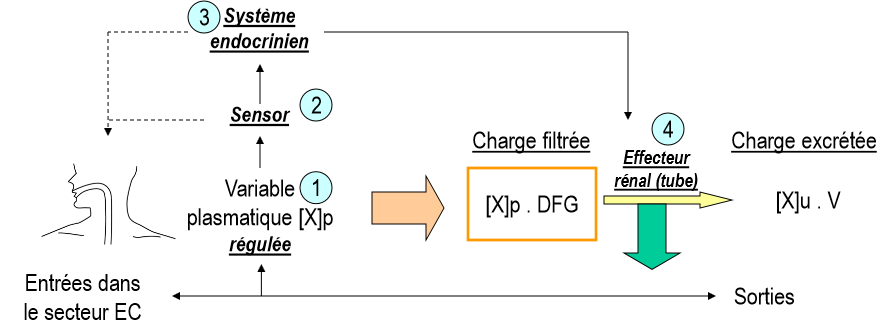 3
Système
endocrinien
Sensor
2
4
Charge filtrée
Charge excrétée
Effecteur
rénal (tube)
Variable
1
plasmatique [X]p
régulée
[X]p . DFG
[X]u . V
Entrées dans
le secteur EC
Sorties